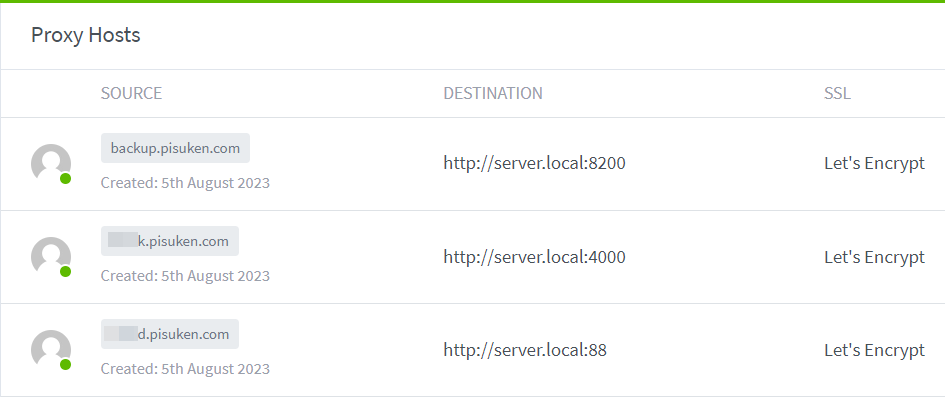 Proxy Hosts
SOURCE DESTINATION SSL
backup.pisuken.com
http://server.local:8200 Let's Encrypt
Created: 5th August 2023
k.pisuken.com
http://server.local:4000 Let's Encrypt
Created: 5th August 2023
d.pisuken.com
http://server.local:88 Let's Encrypt
Created: 5th August 2023